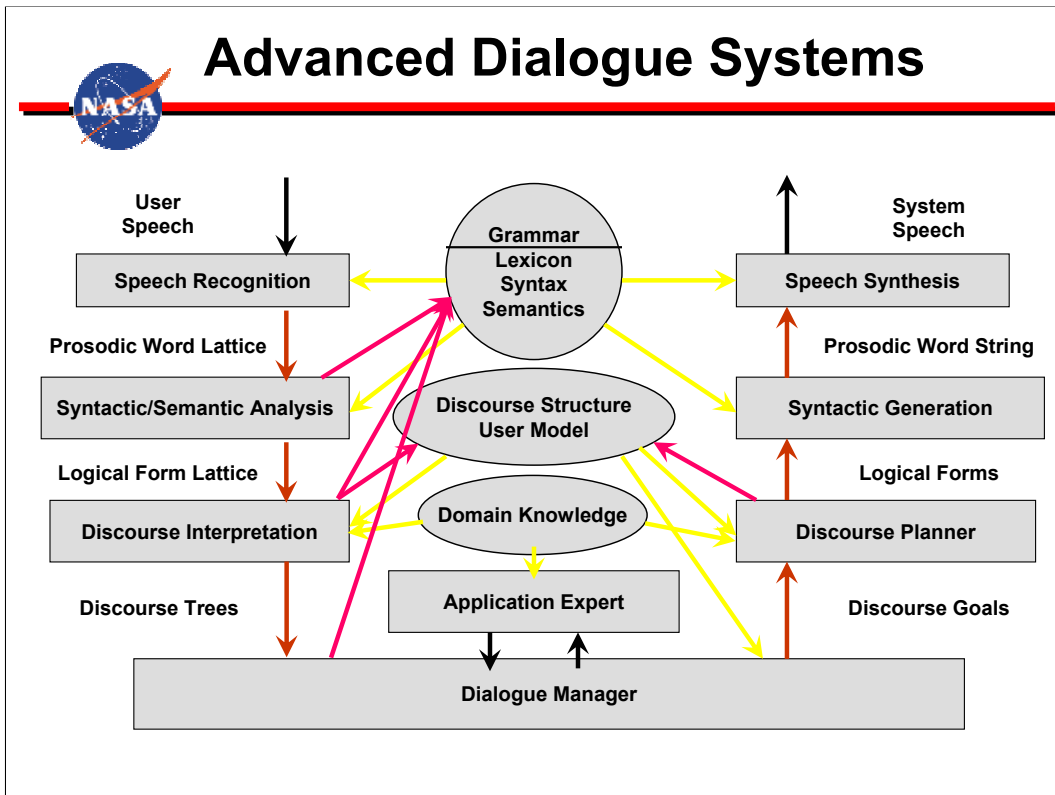 Advanced Dialogue Systems
NASA
User
Speech
System
Speech
Grammar
Lexicon
Syntax
Semantics
Speech Recognition
Speech Synthesis
Prosodic Word Lattice
Prosodic Word String
Syntactic/Semantic Analysis
Discourse Structure
User Model
Syntactic Generation
Logical Form Lattice
Logical Forms
Discourse Interpretation
Domain Knowledge
Discourse Planner
Discourse Trees
Application Expert
Discourse Goals
Dialogue Manager